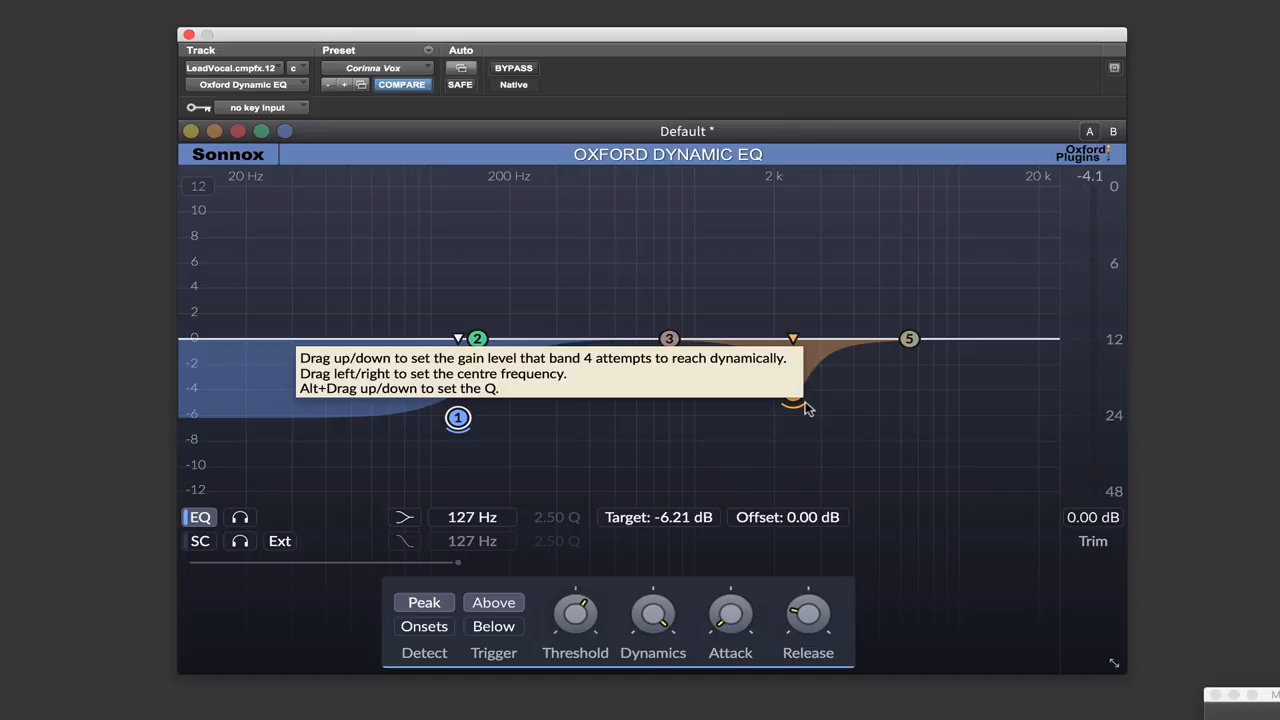 Track
Preset
Auto
LeadVocal.cmpfx.12
c
Corinna Vox
BYPASS
Oxford Dynamic EQ
- +
COMPARE
SAFE
Native
no key input
Default *
A B
Sonnox
OXFORD DYNAMIC EQ
Oxford
Plugins
20 Hz
200 Hz
2 k
20 k
-4.1
12
10
8
6
4
2
0
-2
-4
-6
-8
-10
-12
0
6
12
24
48
2
3
5
Drag up/down to set the gain level that band 4 attempts to reach dynamically.
Drag left/right to set the centre frequency.
Alt+Drag up/down to set the Q.
1
EQ
127 Hz
2.50 Q
Target: -6.21 dB
Offset: 0.00 dB
0.00 dB
SC
Ext
127 Hz
2.50 Q
Trim
Peak
Above
Onsets
Below
Detect
Trigger
Threshold
Dynamics
Attack
Release
M